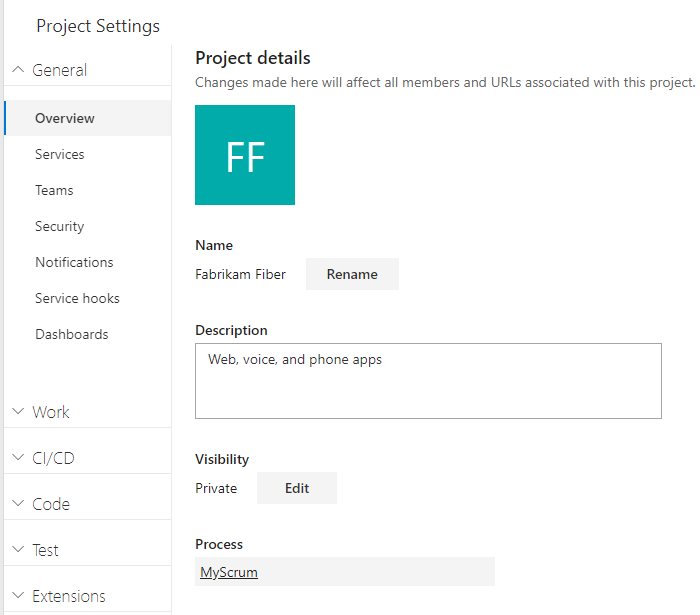 Project Settings
General
Overview
Services
Teams
Security
Notifications
Service hooks
Dashboards
Work
CI/CD
Code
Test
Extensions
Project details
Changes made here will affect all members and URLs associated with this project.
FF
Name
Fabrikam Fiber Rename
Description
Web, voice, and phone apps
Visibility
Private Edit
Process
MyScrum